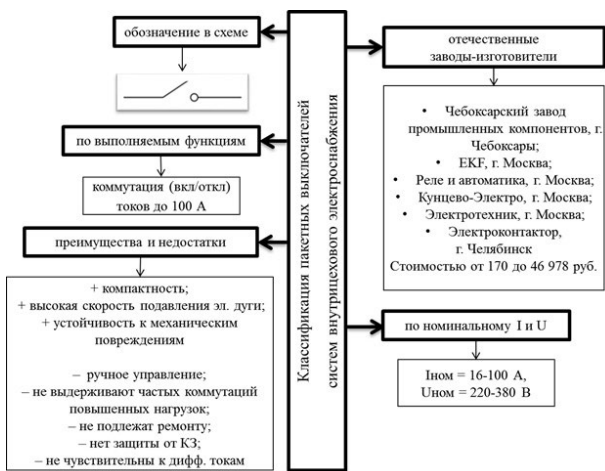 обозначение в схеме
по выполняемым функциям
коммутация (вкл/откл)
токов до 100 А
преимущества и недостатки
+ компактность;
+ высокая скорость подавления эл. дуги;
+ устойчивость к механическим
повреждениям
– ручное управление;
– не выдерживают частых коммутаций
повышенных нагрузок;
– не подлежат ремонту;
– нет защиты от КЗ;
– не чувствительны к дифф. токам
Классификация пакетных выключателей
систем внутрицехового электроснабжения
отечественные
заводы-изготовители
• Чебоксарский завод
промышленных компонентов, г.
Чебоксары;
• EKF, г. Москва;
• Реле и автоматика, г. Москва;
• Кунцево-Электро, г. Москва;
• Электротехник, г. Москва;
• Электроконтактор,
г. Челябинск
Стоимостью от 170 до 46 978 руб.
по номинальному I и U
Iном = 16-100 А,
Uном = 220-380 В